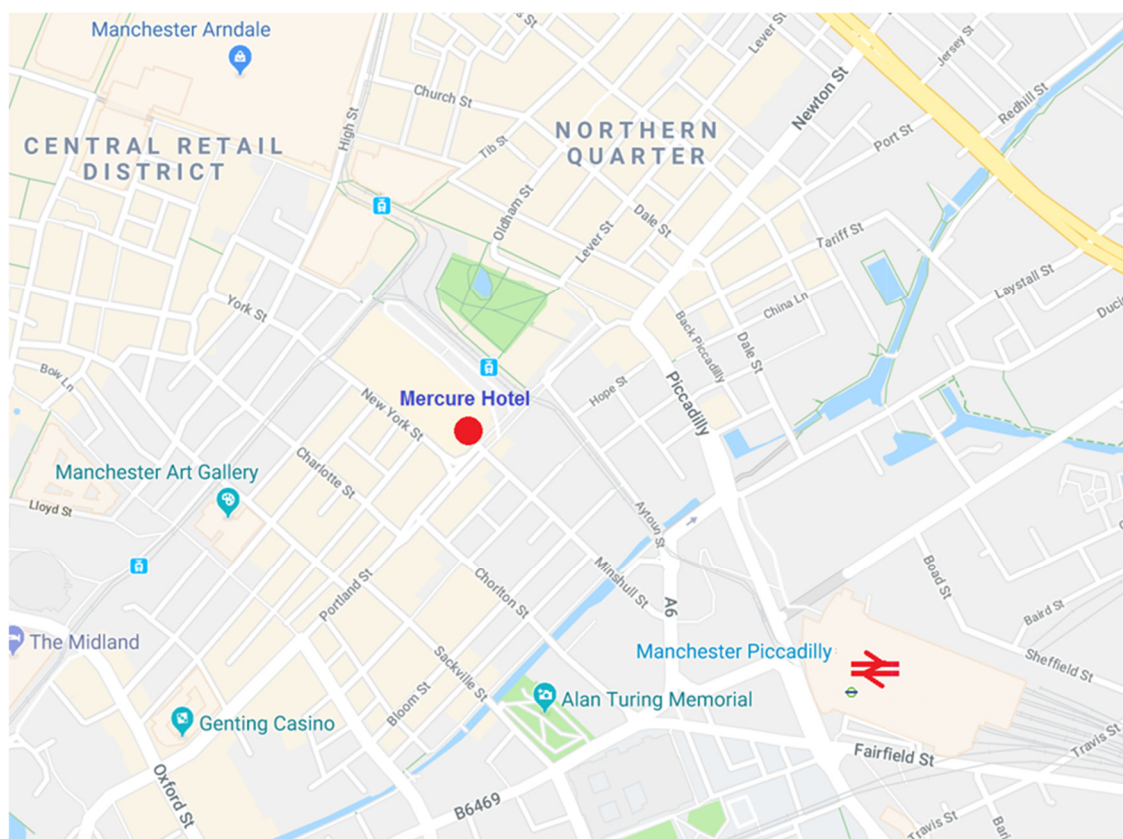 Manchester Arndale
CENTRAL RETAIL
DISTRICT
High St
Church St
Tib St
NORTHERN
QUARTER
Lever St
Newton St
Jersey St
Redhill St
Port St
Oldham St
Lever St
Dale St
Tariff St
Laystall St
China Ln
Back Piccadilly
Dale St
Piccadilly
Hope St
York St
Bow Ln
New York St
Mercure Hotel
Manchester Art Gallery
Lloyd St
Charlotte St
Portland St
Chorlton St
Minshull St
Aytoun St
A6
Boad St
Baird St
Sheffield St
The Midland
Manchester Piccadilly
Sackville St
Bloom St
Alan Turing Memorial
Genting Casino
Oxford St
B6469
Fairfield St
Travis St
Travis St